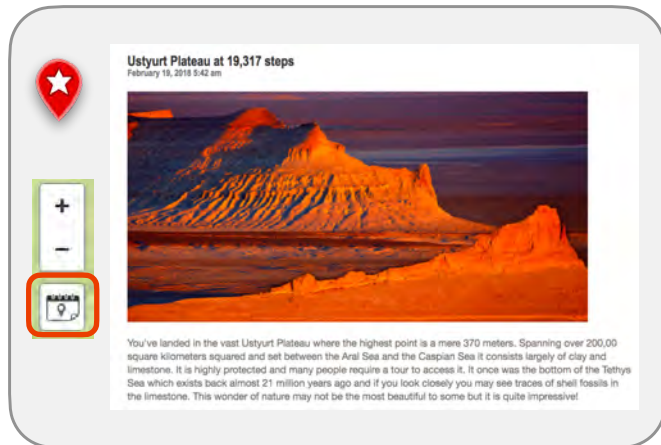 Ustyurt Plateau at 19,317 steps
February 19, 2016 5:42 am
+
−
You've landed in the vast Ustyurt Plateau where the highest point is a mere 370 meters. Spanning over 200,00
square kilometers squared and set between the Aral Sea and the Caspian Sea it consists largely of clay and
limestone. It is highly protected and many people require a tour to access it. It once was the bottom of the Tethys
Sea which exists back almost 21 million years ago and if you look closely you may see traces of shell fossils in
the limestone. This wonder of nature may not be the most beautiful to some but it is quite impressive!